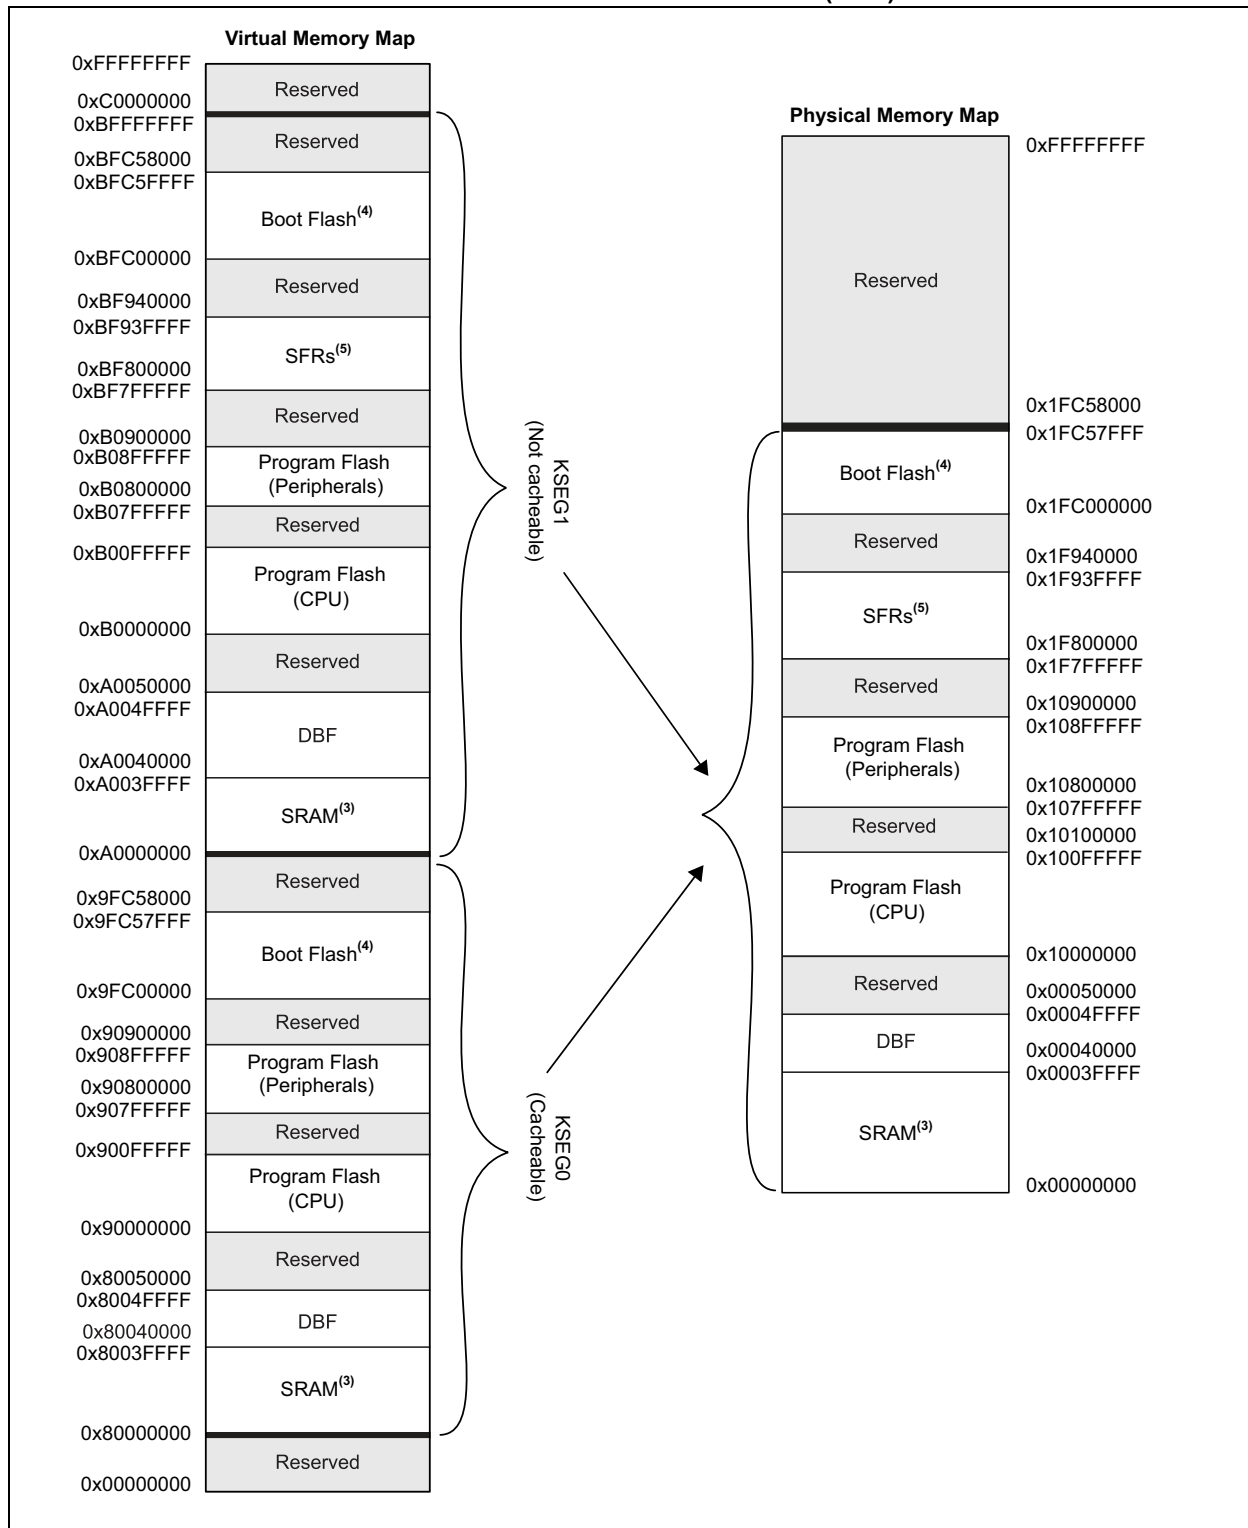 Virtual Memory Map
0xFFFFFFFF
Reserved
0xC0000000
0xBFFFFFFF
Reserved
0xBFC58000
0xBFC5FFFF
Boot Flash(4)
0xBFC00000
Reserved
0xBF940000
0xBF93FFFF
SFRs(5)
0xBF800000
0xBF7FFFFF
Reserved
0xB0900000
0xB08FFFFF
Program Flash
(Peripherals)
0xB0800000
0xB07FFFFF
Reserved
0xB00FFFFF
Program Flash
(CPU)
0xB0000000
Reserved
0xA0050000
0xA004FFFF
DBF
0xA0040000
0xA003FFFF
SRAM(3)
0xA0000000
Reserved
0x9FC58000
0x9FC57FFF
Boot Flash(4)
0x9FC00000
Reserved
0x90900000
0x908FFFFF
Program Flash
(Peripherals)
0x90800000
0x907FFFFF
Reserved
0x900FFFFF
Program Flash
(CPU)
0x90000000
Reserved
0x80050000
0x8004FFFF
DBF
0x80040000
0x8003FFFF
SRAM(3)
0x80000000
Reserved
0x00000000
KSEG1
(Not cacheable)
KSEG0
(Cacheable)
Physical Memory Map
0xFFFFFFFF
Reserved
0x1FC58000
0x1FC57FFF
Boot Flash(4)
0x1FC000000
Reserved
0x1F940000
0x1F93FFFF
SFRs(5)
0x1F800000
0x1F7FFFFF
Reserved
0x10900000
0x108FFFFF
Program Flash
(Peripherals)
0x10800000
0x107FFFFF
Reserved
0x10100000
0x100FFFFF
Program Flash
(CPU)
0x10000000
Reserved
0x00050000
0x0004FFFF
DBF
0x00040000
0x0003FFFF
SRAM(3)
0x00000000